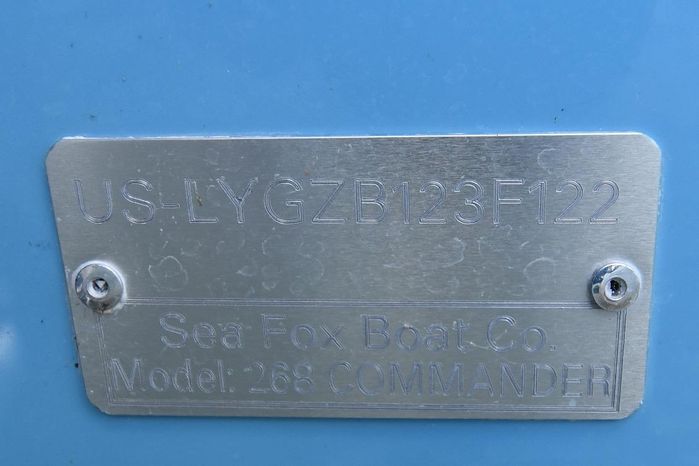 US-LYGZB123F122
Sea Fox Boat Co.
Model: 268 COMMANDER